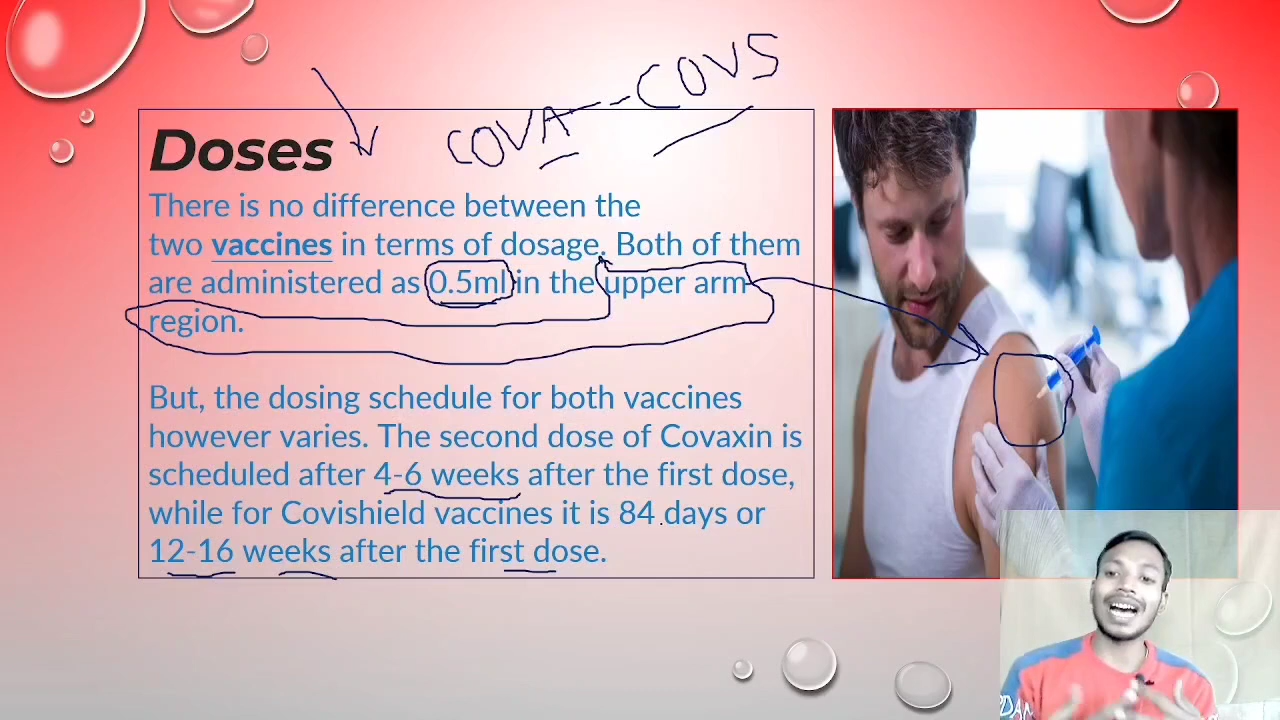 COVA--COVS
Doses
There is no difference between the
two vaccines in terms of dosage. Both of them
are administered as 0.5ml in the upper arm
region.
But, the dosing schedule for both vaccines
however varies. The second dose of Covaxin is
scheduled after 4-6 weeks after the first dose,
while for Covishield vaccines it is 84 days or
12-16 weeks after the first dose.